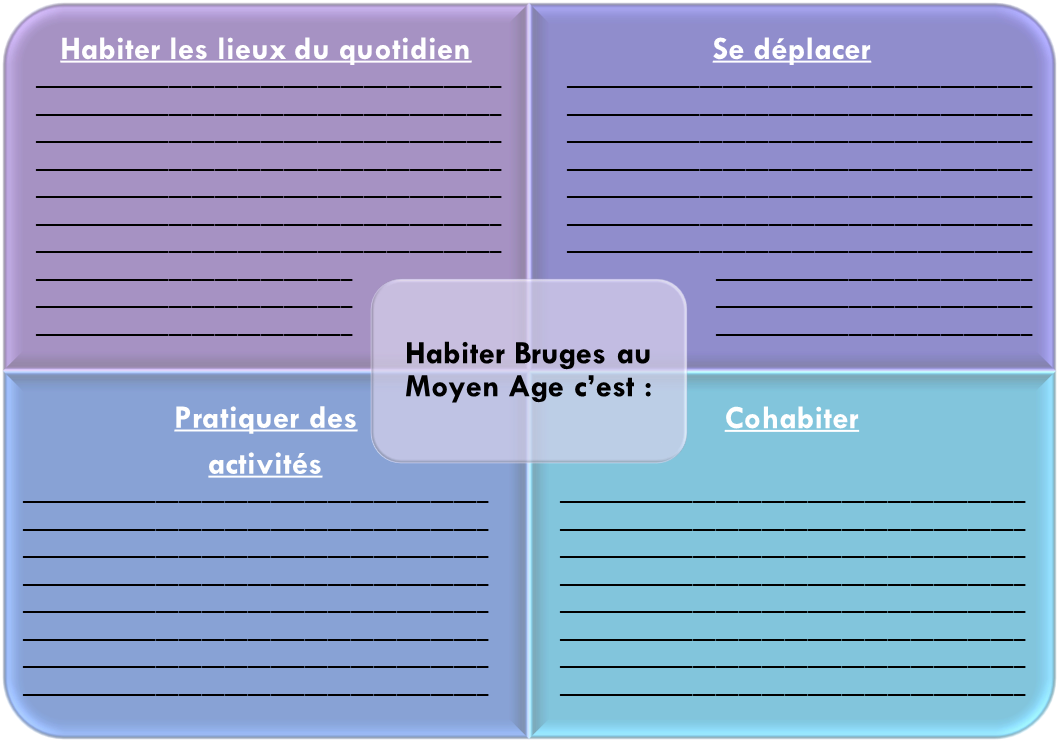 Habiter les lieux du quotidien
Se déplacer
Habiter Bruges au
Moyen Age c’est :
Pratiquer des
activités
Cohabiter